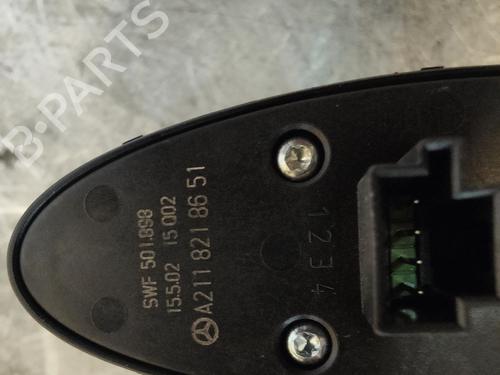 B-PARTS
SWF 501.898
15.5.02 15 002
A211 821 86 51
1 2 3 4